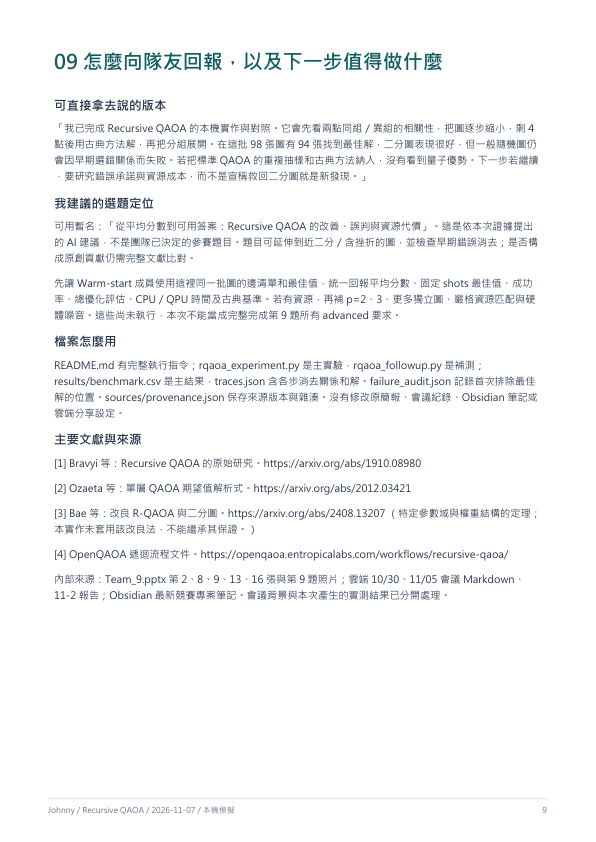 09 怎麼向隊友回報，以及下一步值得做什麼
可直接拿去說的版本
「我已完成 Recursive QAOA 的本機實作與對照。它會先看兩點同組 / 異組的相關性，把圖逐步縮小，剩 4
點後用古典方法解，再把分組展開。在這批 98 張圖有 94 張找到最佳解，二分圖表現很好，但一般隨機圖仍
會因早期選錯關係而失敗。若把標準 QAOA 的重複抽樣和古典方法納入，沒有看到量子優勢。下一步若繼續
，要研究錯誤承諾與資源成本，而不是宣稱救回二分圖就是新發現。」
我建議的選題定位
可用暫名：「從平均分數到可用答案：Recursive QAOA 的改善、誤判與資源代價」。這是依本次證據提出
的 AI 建議，不是團隊已決定的參賽題目。題目可延伸到近二分 / 含挫折的圖，並檢查早期錯誤消去；是否構
成原創貢獻仍需完整文獻比對。
先讓 Warm-start 成員使用這裡同一批圖的邊清單和最佳值，統一回報平均分數、固定 shots 最佳值、成功
率、總優化評估、CPU / QPU 時間及古典基準。若有資源，再補 p=2、3、更多獨立圖、嚴格資源匹配與硬
體噪音。這些尚未執行，本次不能當成完整完成第 9 題所有 advanced 要求。
檔案怎麼用
README.md 有完整執行指令；rqaoa_experiment.py 是主實驗，rqaoa_followup.py 是補測；
results/benchmark.csv 是主結果，traces.json 含各步消去關係和解。failure_audit.json 記錄首次排除最佳
解的位置。sources/provenance.json 保存來源版本與雜湊。沒有修改原簡報、會議紀錄、Obsidian 筆記或
雲端分享設定。
主要文獻與來源
[1] Bravyi 等：Recursive QAOA 的原始研究。https://arxiv.org/abs/1910.08980
[2] Ozaeta 等：單層 QAOA 期望值解析式。https://arxiv.org/abs/2012.03421
[3] Bae 等：改良 R-QAOA 與二分圖。https://arxiv.org/abs/2408.13207 （特定參數域與權重結構的定理；
本實作未套用該改良法，不能繼承其保證。）
[4] OpenQAOA 遞迴流程文件。https://openqaoa.entropicalabs.com/workflows/recursive-qaoa/
內部來源：Team_9.pptx 第 2、8、9、13、16 張與第 9 題照片；雲端 10/30、11/05 會議 Markdown、
11-2 報告；Obsidian 最新競賽專案筆記。會議背景與本次產生的實測結果已分開處理。
Johnny / Recursive QAOA / 2026-11-07 / 本機模擬
9